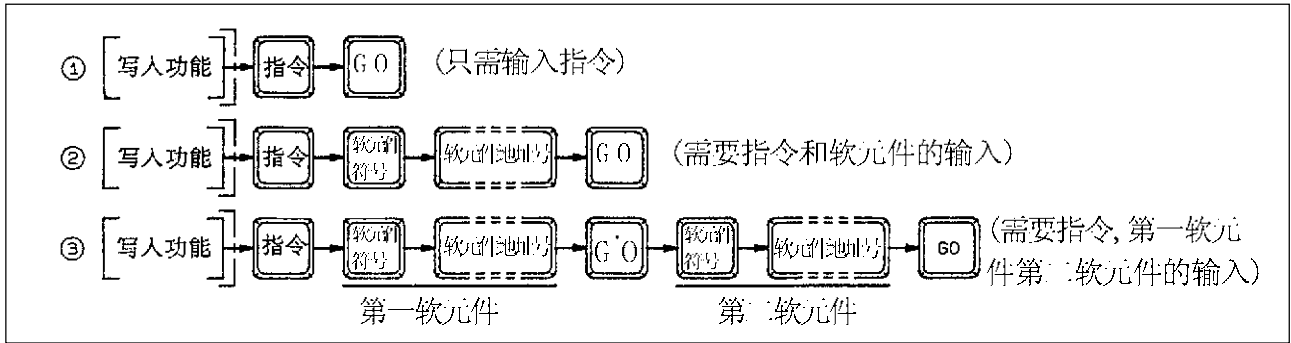 ① 写入功能 指令 GO (只需输入指令)
② 写入功能 指令 软元件符号 软元件地址号 GO (需要指令和软元件的输入)
③ 写入功能 指令 软元件符号 软元件地址号 GO 软元件符号 软元件地址号 GO (需要指令, 第一软元
件第二软元件的输入)
第一软元件 第二软元件